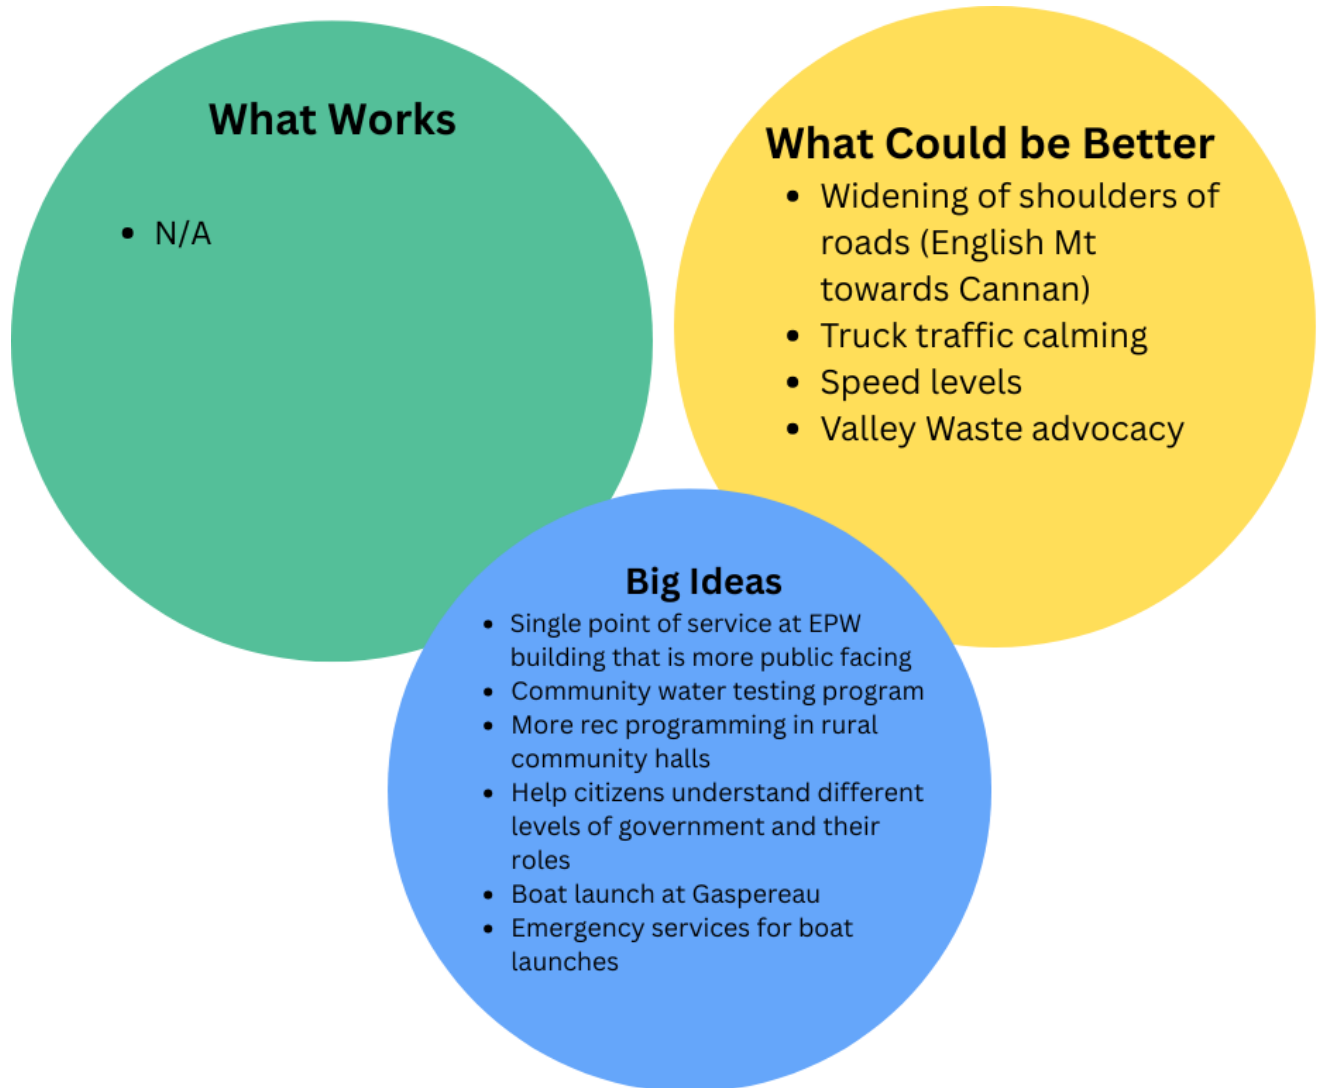 What Works
• N/A
What Could be Better
• Widening of shoulders of
roads (English Mt
towards Cannan)
• Truck traffic calming
• Speed levels
• Valley Waste advocacy
Big Ideas
• Single point of service at EPW
building that is more public facing
• Community water testing program
• More rec programming in rural
community halls
• Help citizens understand different
levels of government and their
roles
• Boat launch at Gaspereau
• Emergency services for boat
launches